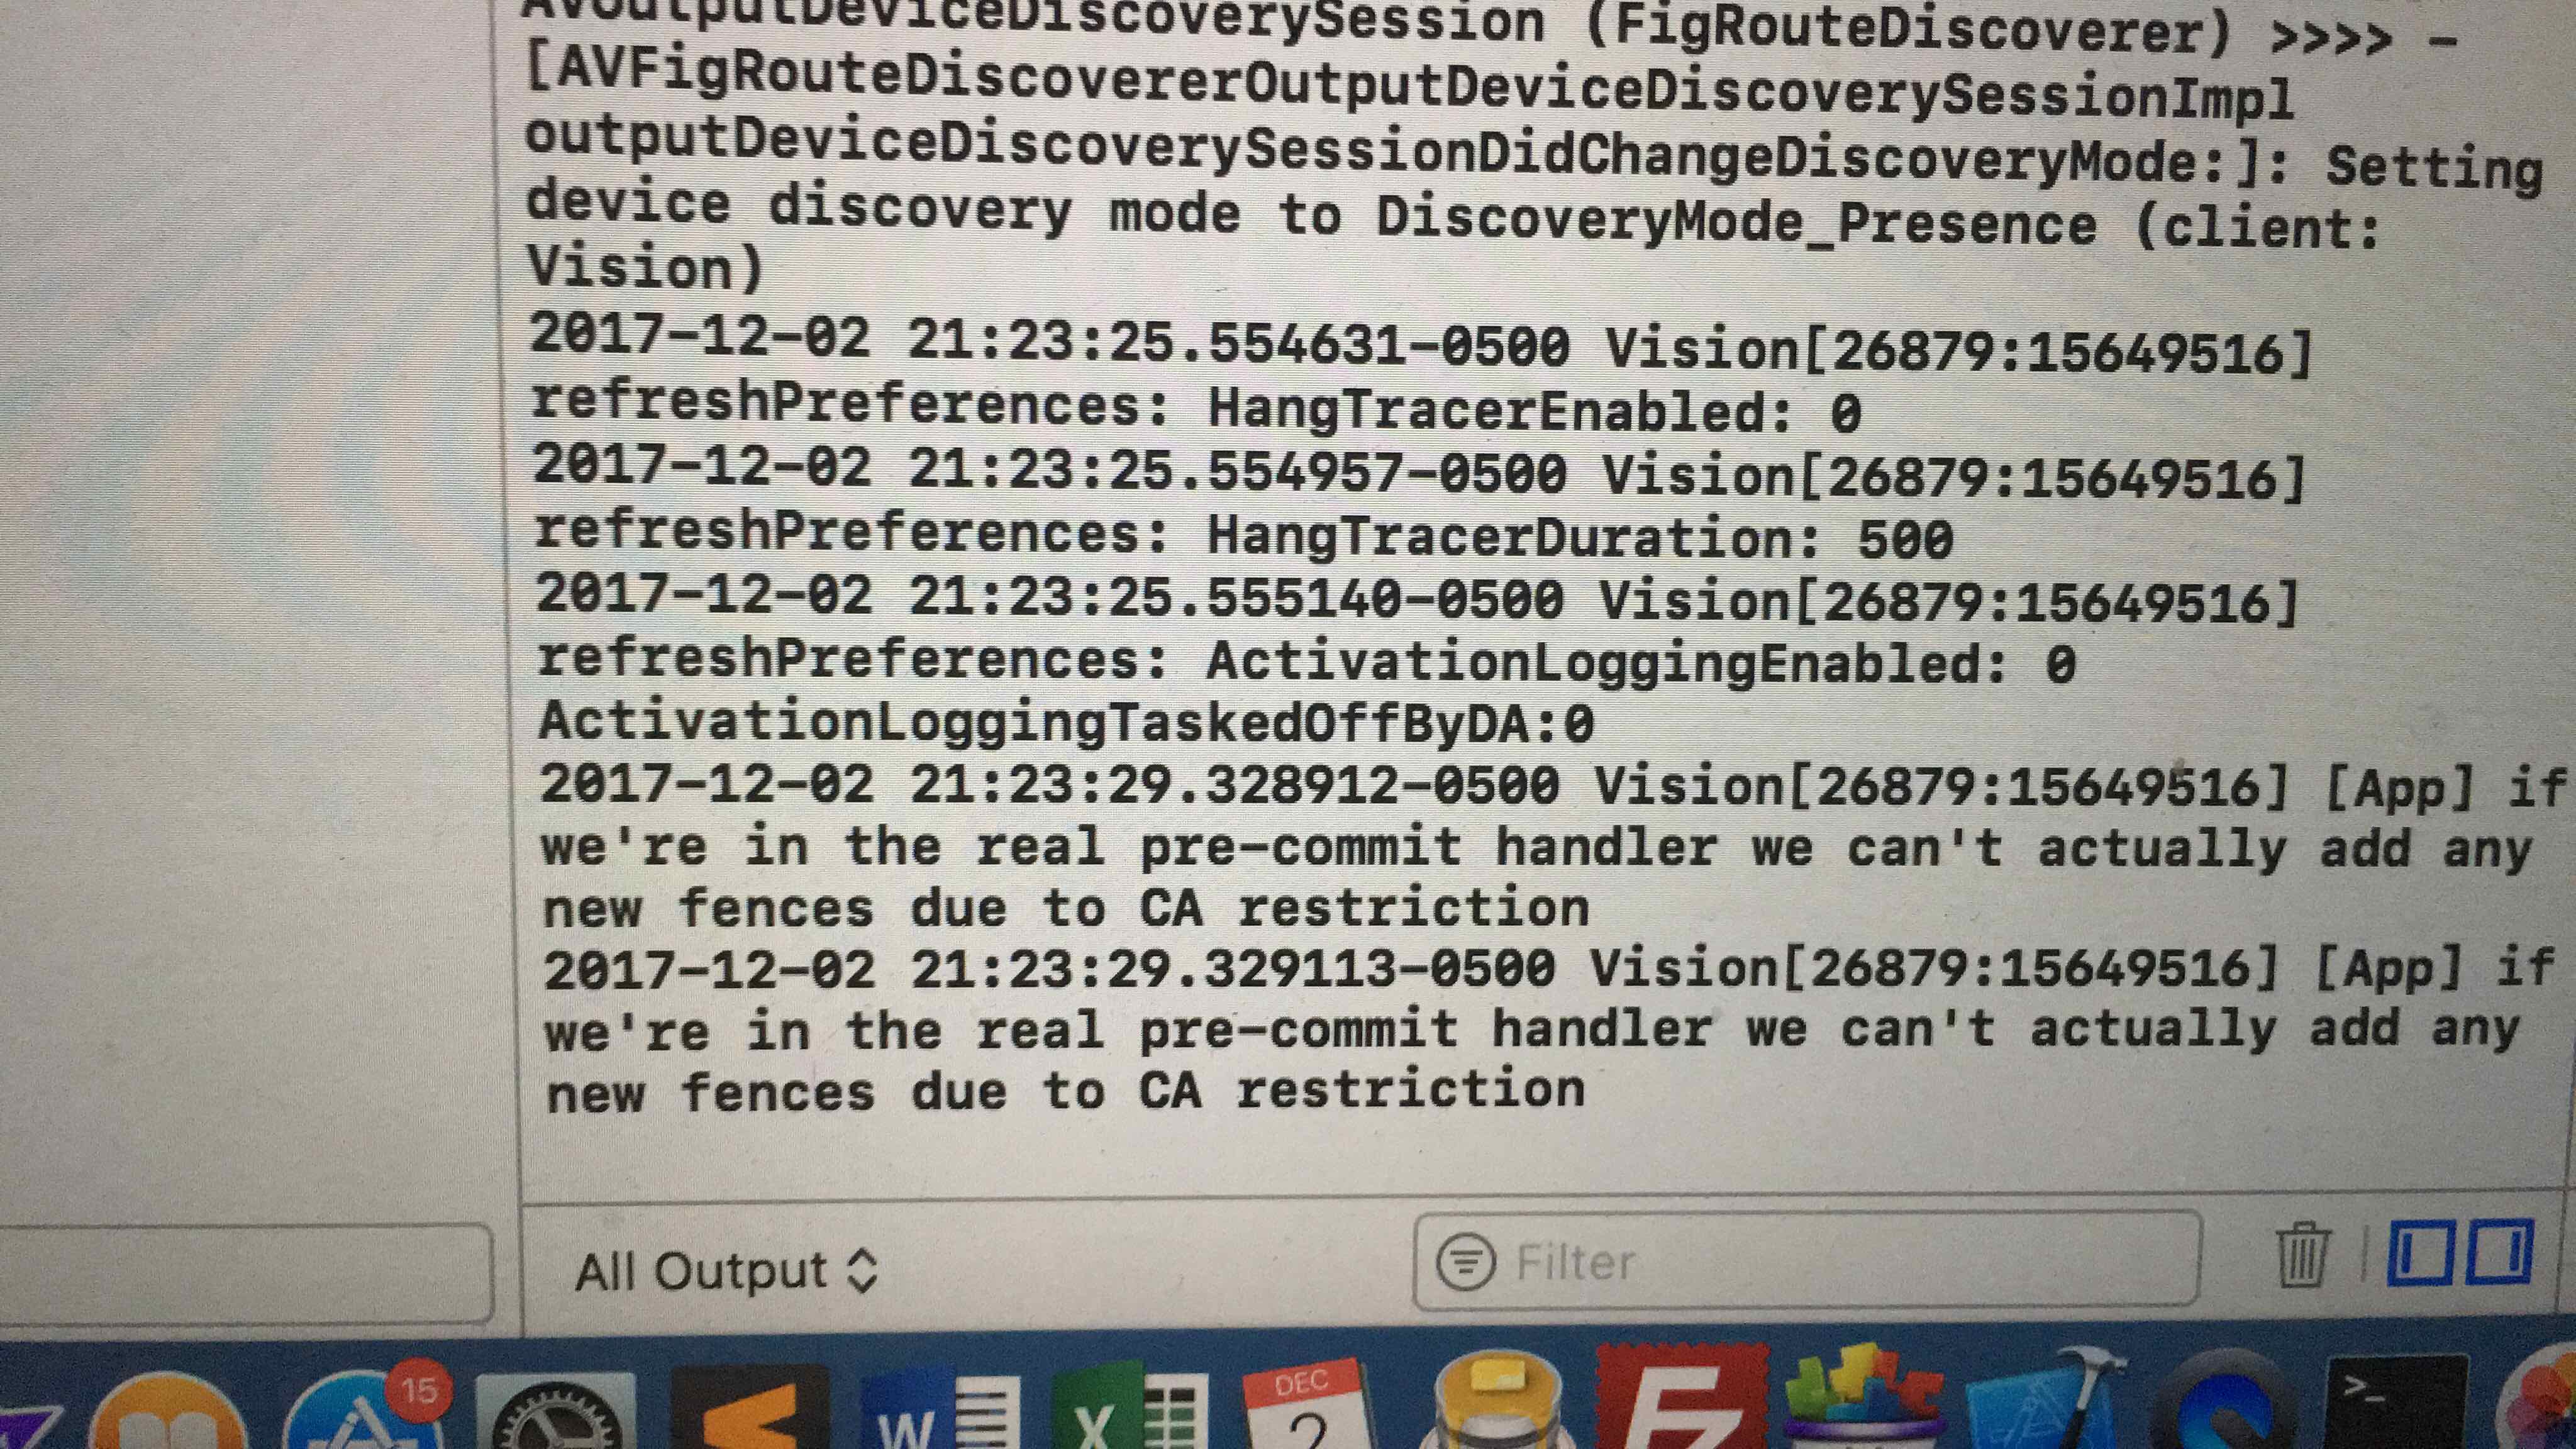 AVOutputDeviceDiscoverySession (FigRouteDiscoverer) >>> -
[AVFigRouteDiscovererOutputDeviceDiscoverySessionImpl
outputDeviceDiscoverySessionDidChangeDiscoveryMode:]: Setting
device discovery mode to DiscoveryMode_Presence (client:
Vision)
2017-12-02 21:23:25.554631-0500 Vision[26879:15649516]
refreshPreferences: HangTracerEnabled: 0
2017-12-02 21:23:25.554957-0500 Vision[26879:15649516]
refreshPreferences: HangTracerDuration: 500
2017-12-02 21:23:25.555140-0500 Vision[26879:15649516]
refreshPreferences: ActivationLoggingEnabled: 0
ActivationLoggingTaskedOffByDA:0
2017-12-02 21:23:29.328912-0500 Vision[26879:15649516] [App] if
we're in the real pre-commit handler we can't actually add any
new fences due to CA restriction
2017-12-02 21:23:29.329113-0500 Vision[26879:15649516] [App] if
we're in the real pre-commit handler we can't actually add any
new fences due to CA restriction
All Output
Filter
15
W
X
DEC
2
>_